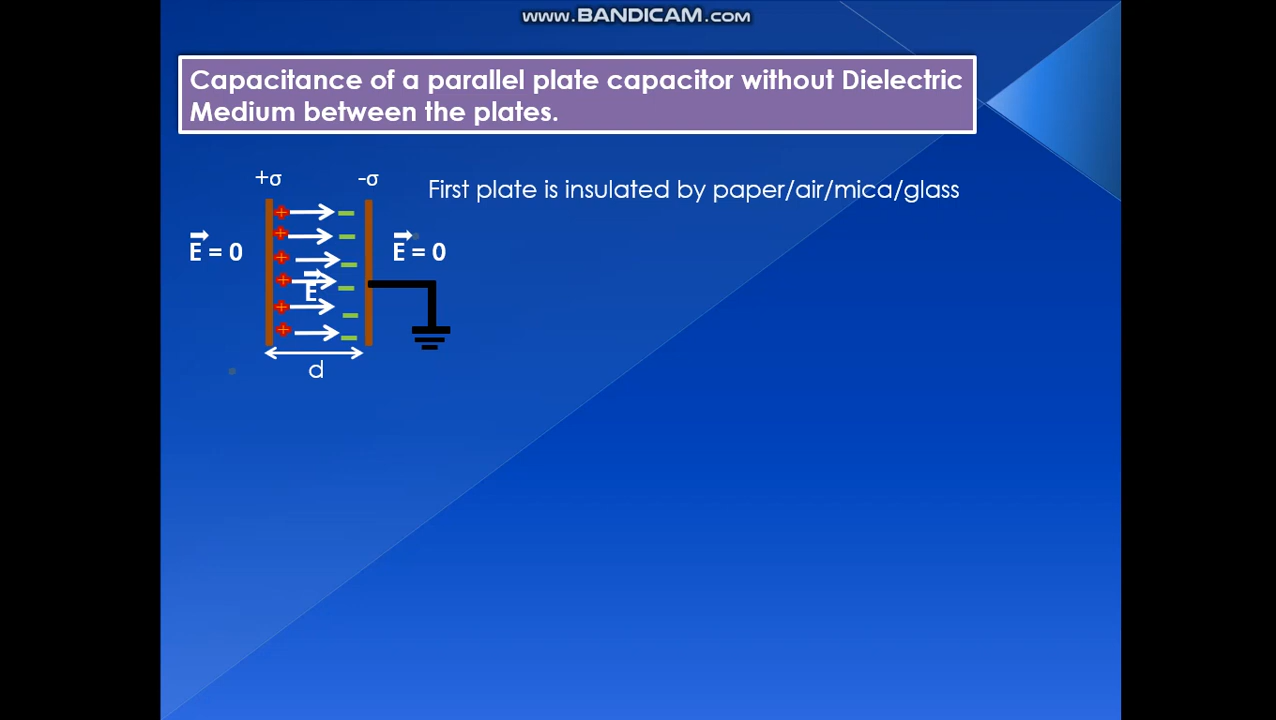 www.BANDICAM.com
Capacitance of a parallel plate capacitor without Dielectric
Medium between the plates.
+σ
-σ
First plate is insulated by paper/air/mica/glass
E = 0
E = 0
E
d